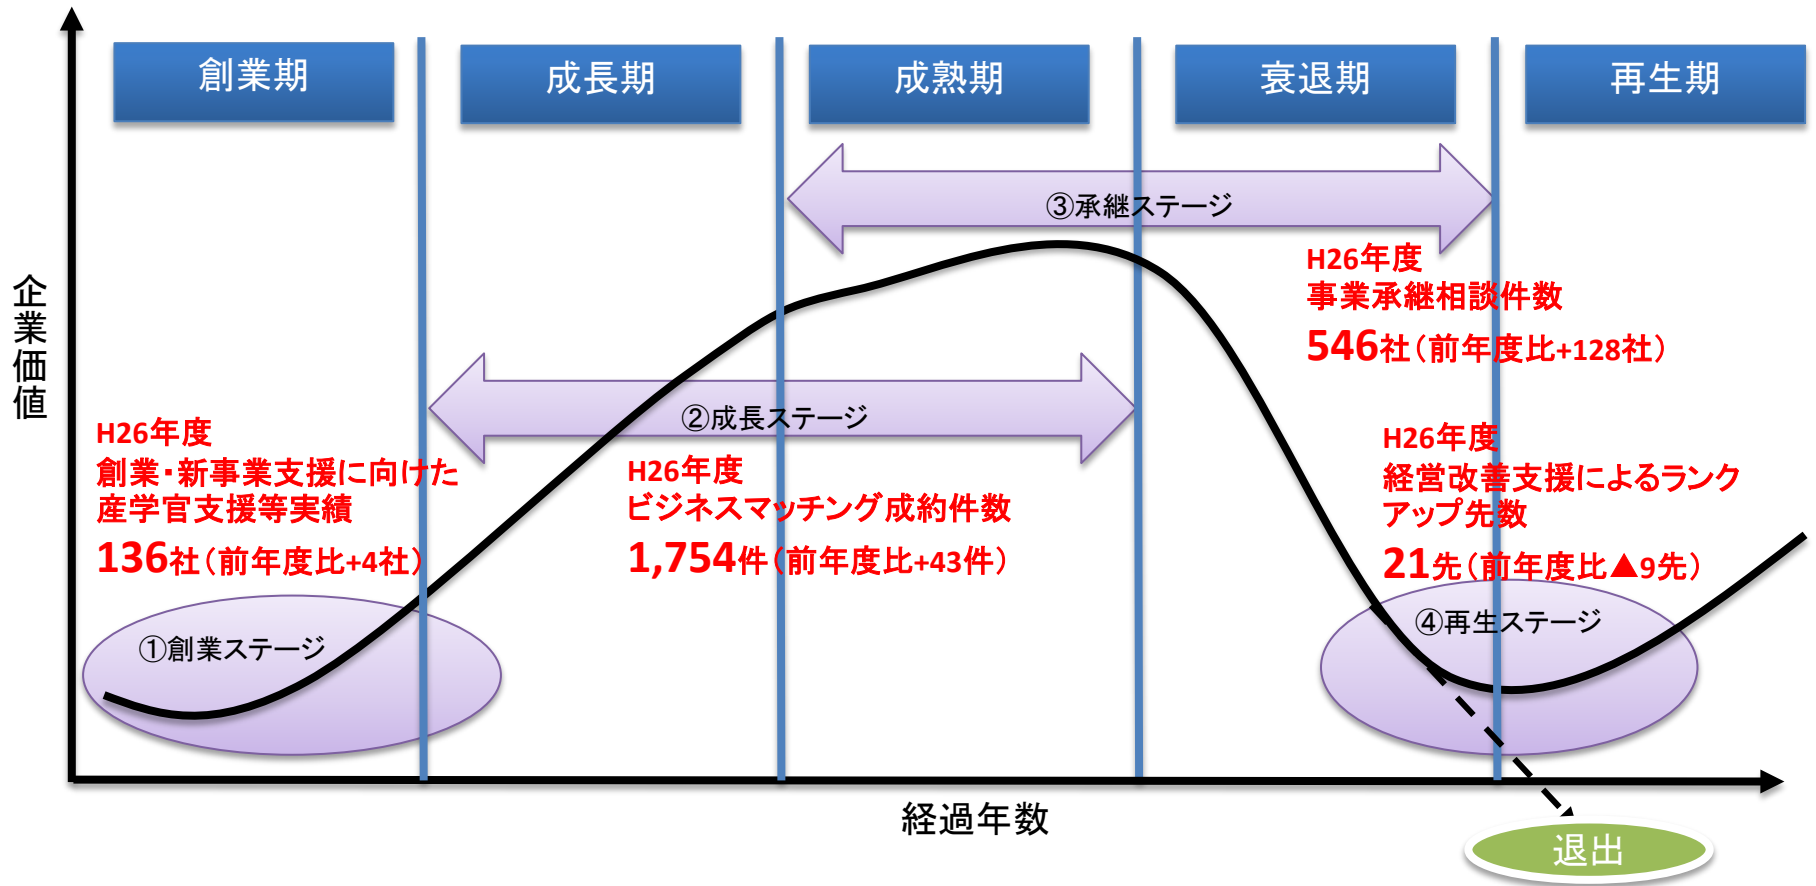 創業期
成長期
成熟期
衰退期
再生期
③承継ステージ
H26年度
事業承継相談件数
546社（前年度比+128社）
企業価値
②成長ステージ
H26年度
創業・新事業支援に向けた
産学官支援等実績
136社（前年度比+4社）
H26年度
ビジネスマッチング成約件数
1,754件（前年度比+43件）
H26年度
経営改善支援によるランク
アップ先数
21先（前年度比▲9先）
①創業ステージ
④再生ステージ
経過年数
退出